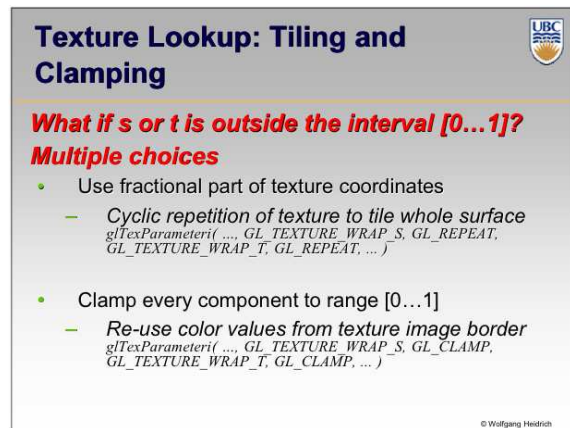 Texture Lookup: Tiling and
Clamping
UBC
What if s or t is outside the interval [0…1]?
Multiple choices
• Use fractional part of texture coordinates
– Cyclic repetition of texture to tile whole surface
glTexParameteri( ..., GL_TEXTURE_WRAP_S, GL_REPEAT,
GL_TEXTURE_WRAP_T, GL_REPEAT, ... )
• Clamp every component to range [0…1]
– Re-use color values from texture image border
glTexParameteri( ..., GL_TEXTURE_WRAP_S, GL_CLAMP,
GL_TEXTURE_WRAP_T, GL_CLAMP, ... )
© Wolfgang Heidrich